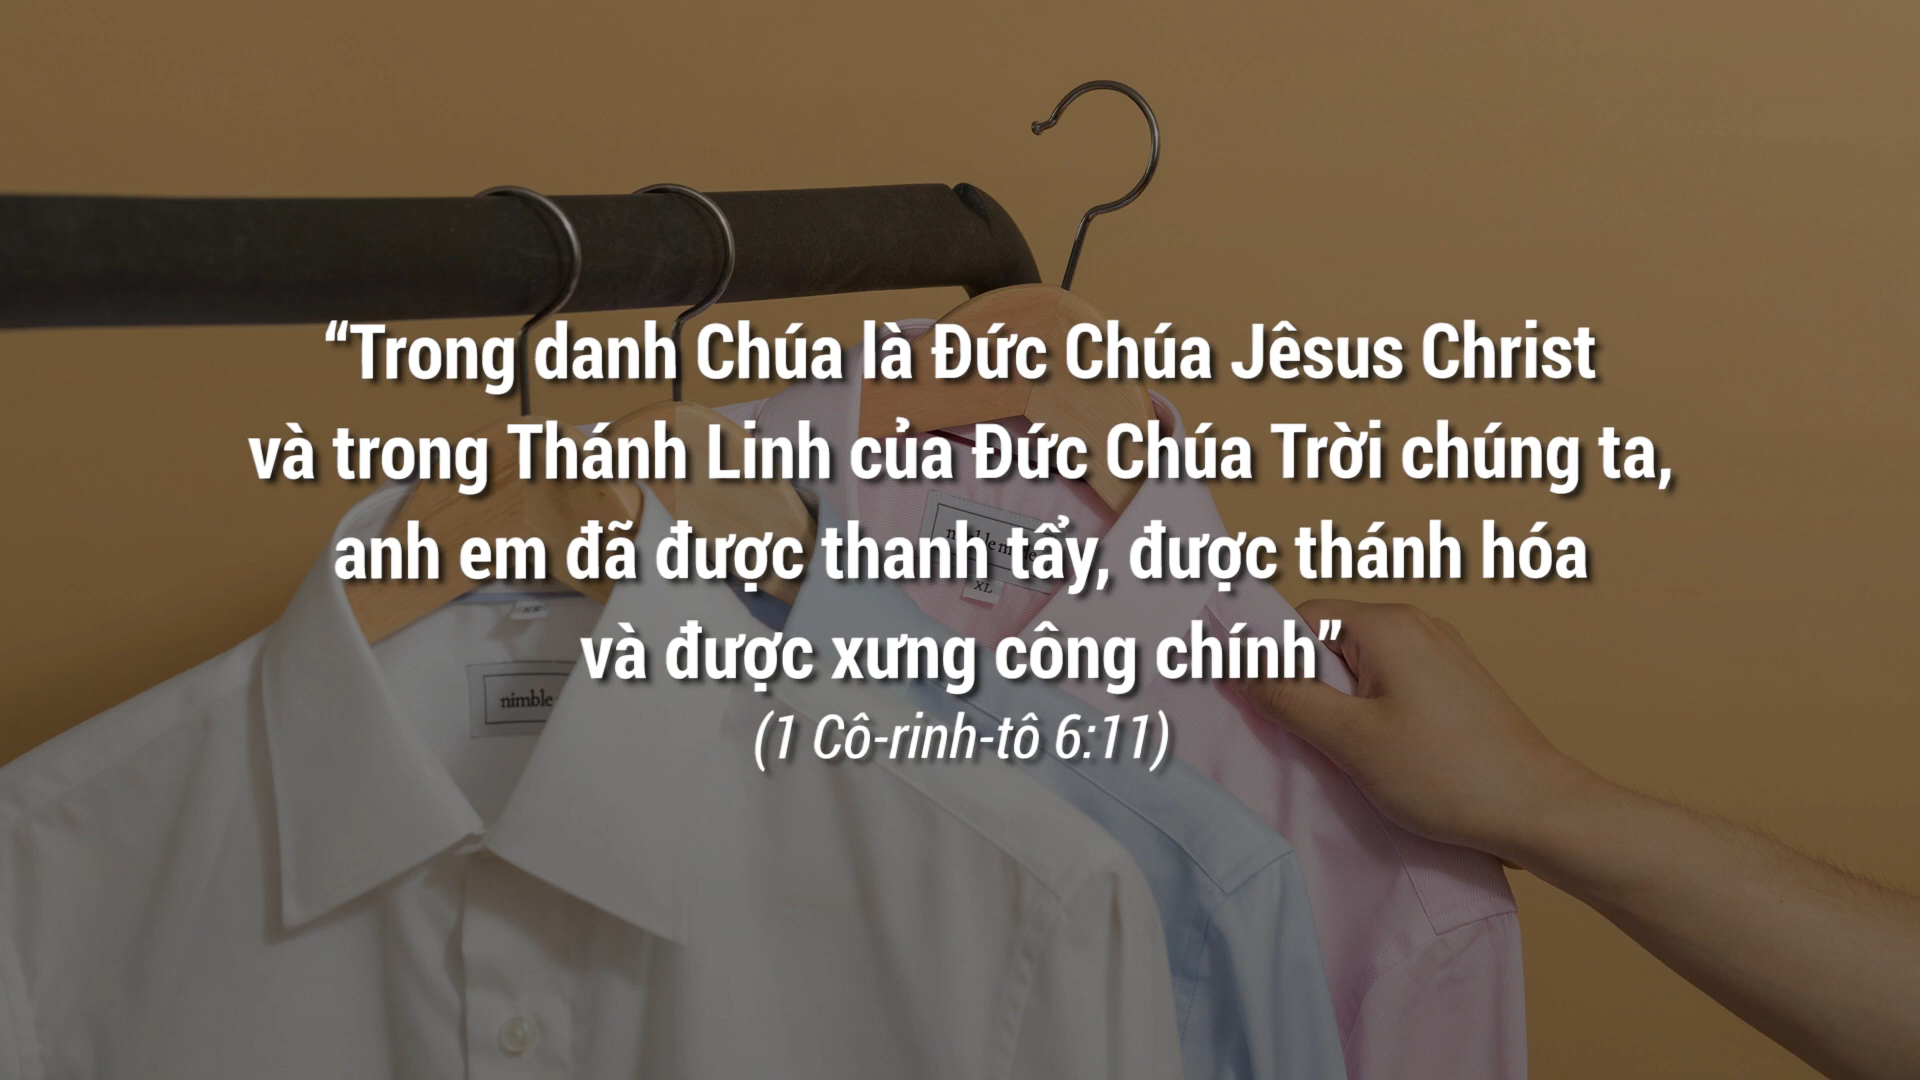 “Trong danh Chúa là Đức Chúa Jêsus Christ
và trong Thánh Linh của Đức Chúa Trời chúng ta,
anh em đã được thanh tẩy, được thánh hóa
và được xưng công chính”
(1 Cô-rinh-tô 6:11)
nimble
XL
nimble